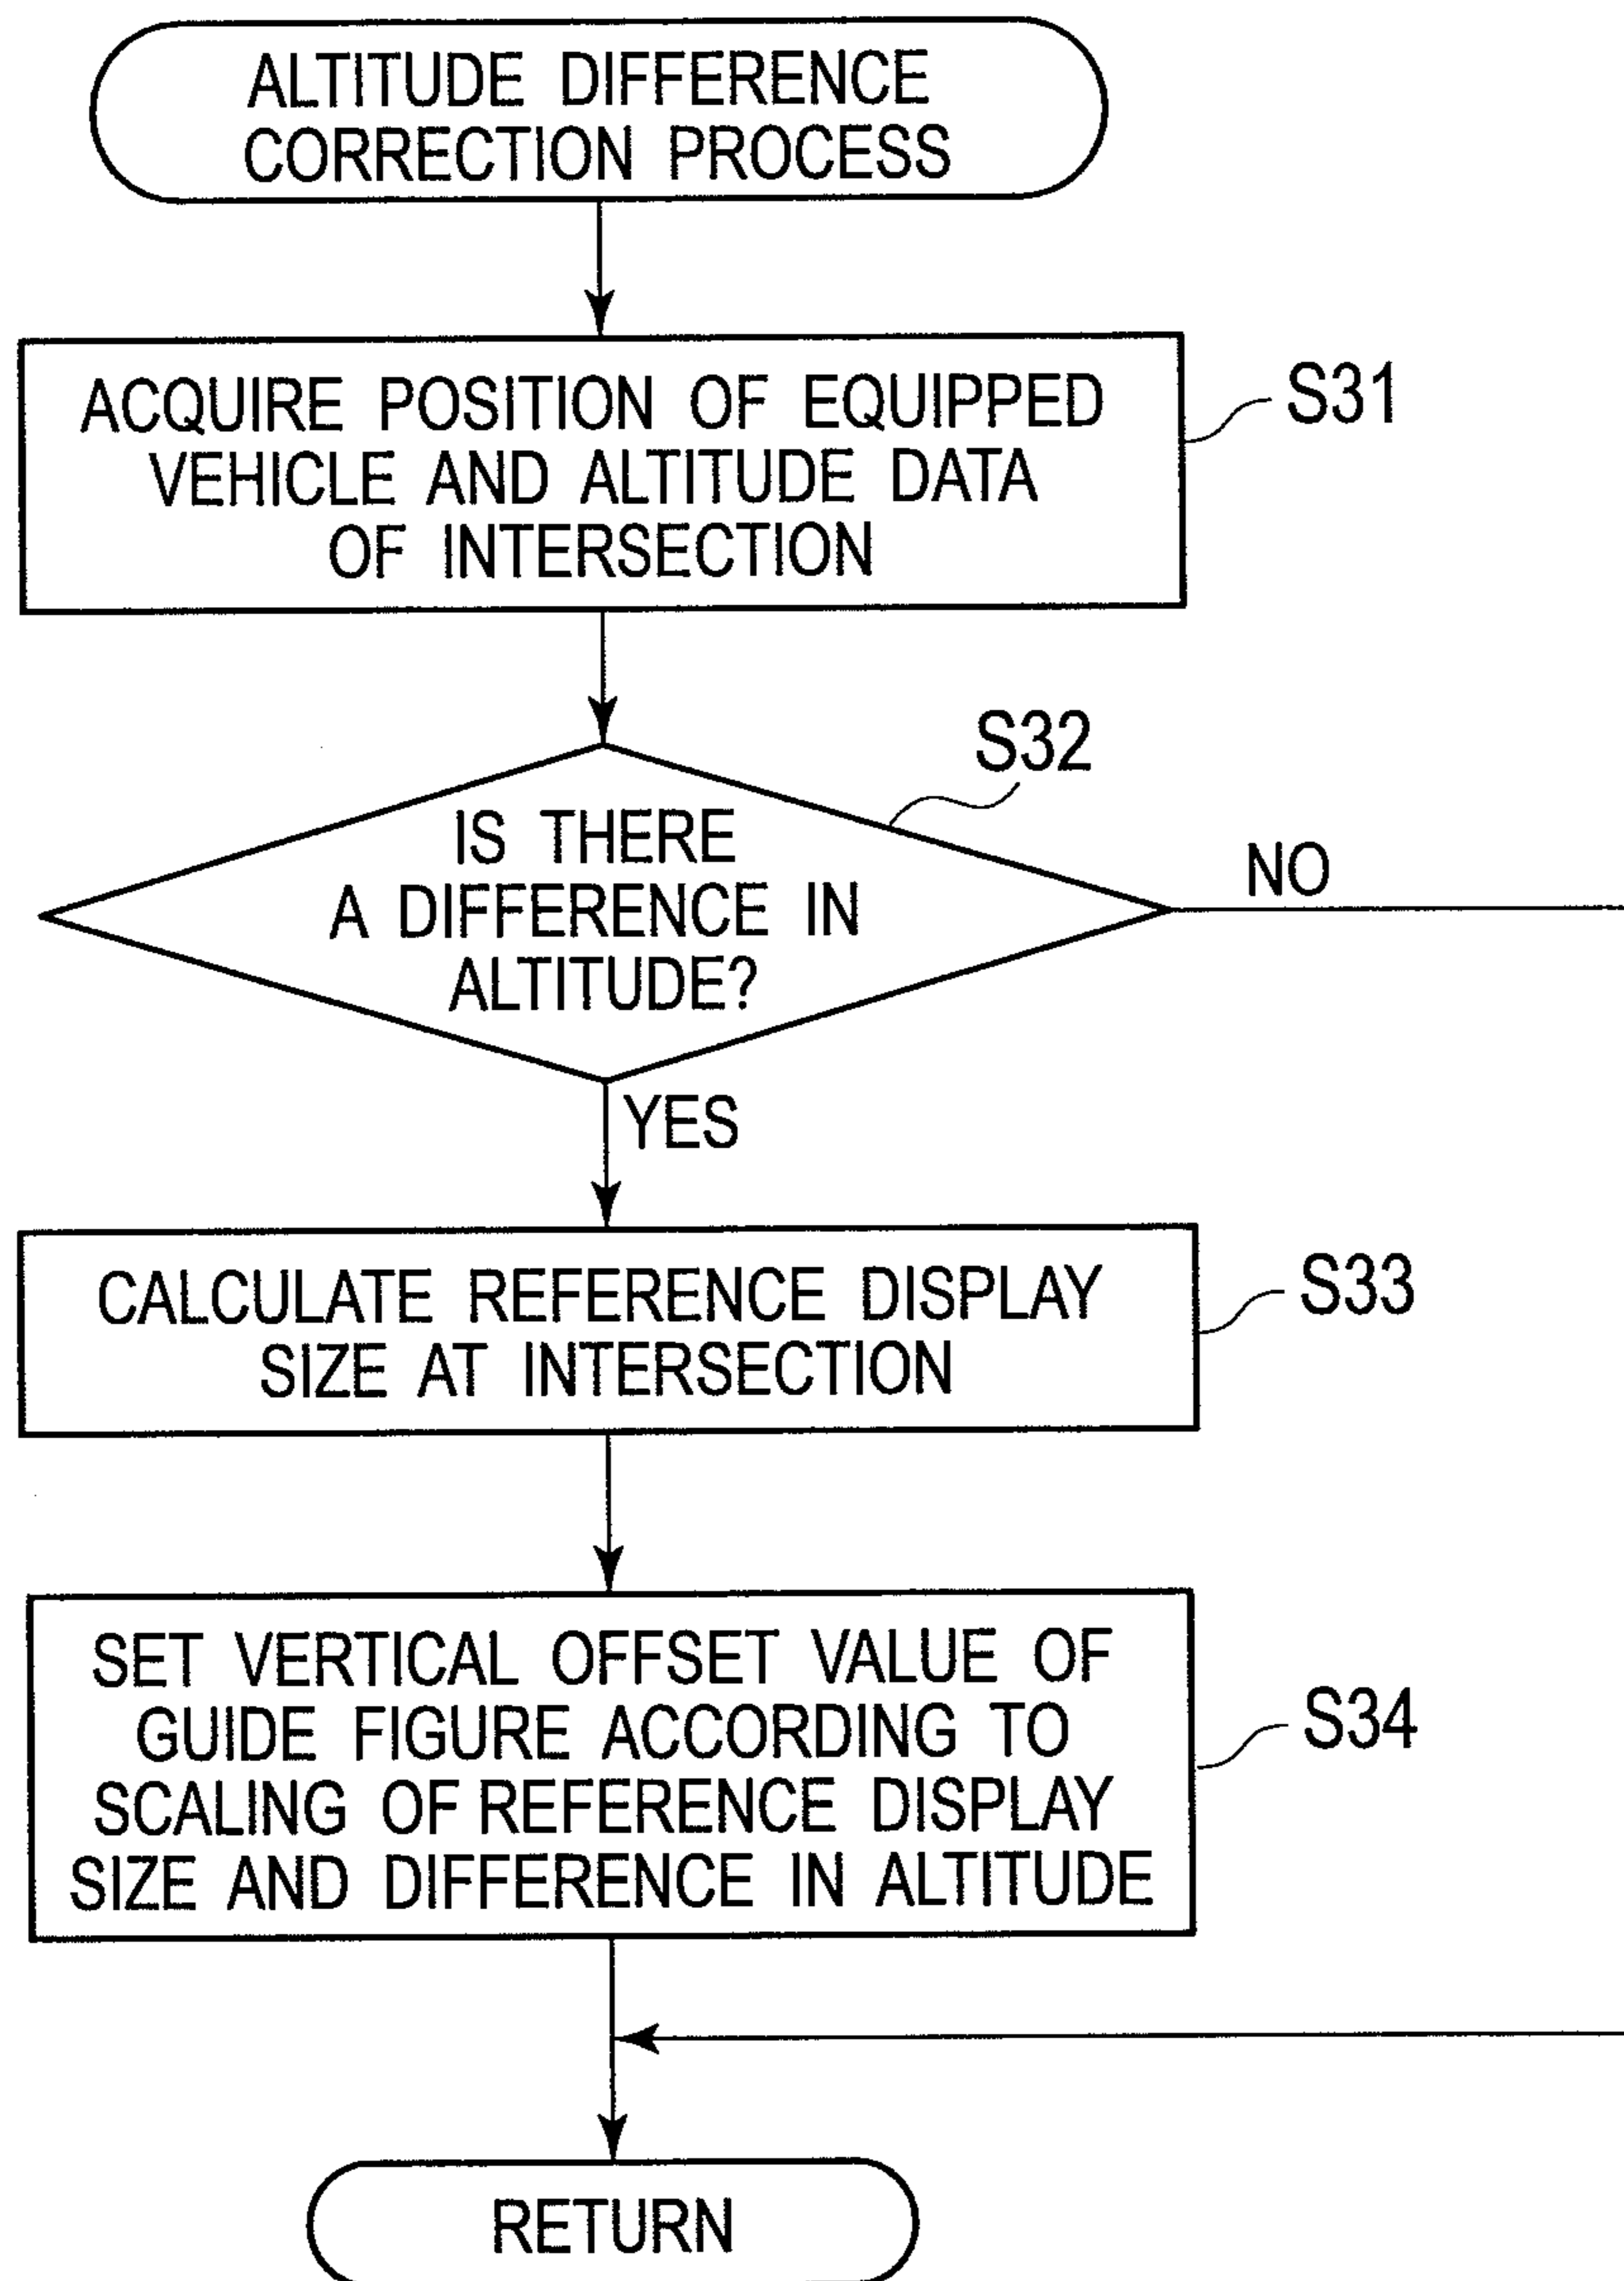 ALTITUDE DIFFERENCE
CORRECTION PROCESS
ACQUIRE POSITION OF EQUIPPED
VEHICLE AND ALTITUDE DATA
OF INTERSECTION
S31
S32
IS THERE
A DIFFERENCE IN
ALTITUDE?
NO
YES
CALCULATE REFERENCE DISPLAY
SIZE AT INTERSECTION
S33
SET VERTICAL OFFSET VALUE OF
GUIDE FIGURE ACCORDING TO
SCALING OF REFERENCE DISPLAY
SIZE AND DIFFERENCE IN ALTITUDE
S34
RETURN